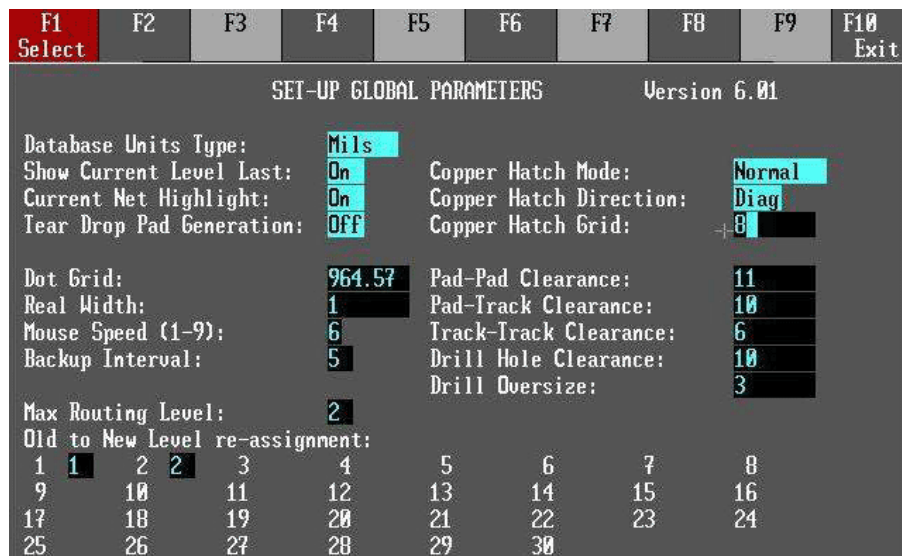 F1 F2 F3 F4 F5 F6 F7 F8 F9 F10
Select Exit
SET-UP GLOBAL PARAMETERS Version 6.01
Database Units Type: Mils
Show Current Level Last: On Copper Hatch Mode: Normal
Current Net Highlight: On Copper Hatch Direction: Diag
Tear Drop Pad Generation: Off Copper Hatch Grid: 8
Dot Grid: 964.57 Pad-Pad Clearance: 11
Real Width: 1 Pad-Track Clearance: 10
Mouse Speed (1-9): 6 Track-Track Clearance: 6
Backup Interval: 5 Drill Hole Clearance: 10
Drill Oversize: 3
Max Routing Level: 2
Old to New Level re-assignment:
1 1 2 2 3 4 5 6 7 8
9 10 11 12 13 14 15 16
17 18 19 20 21 22 23 24
25 26 27 28 29 30